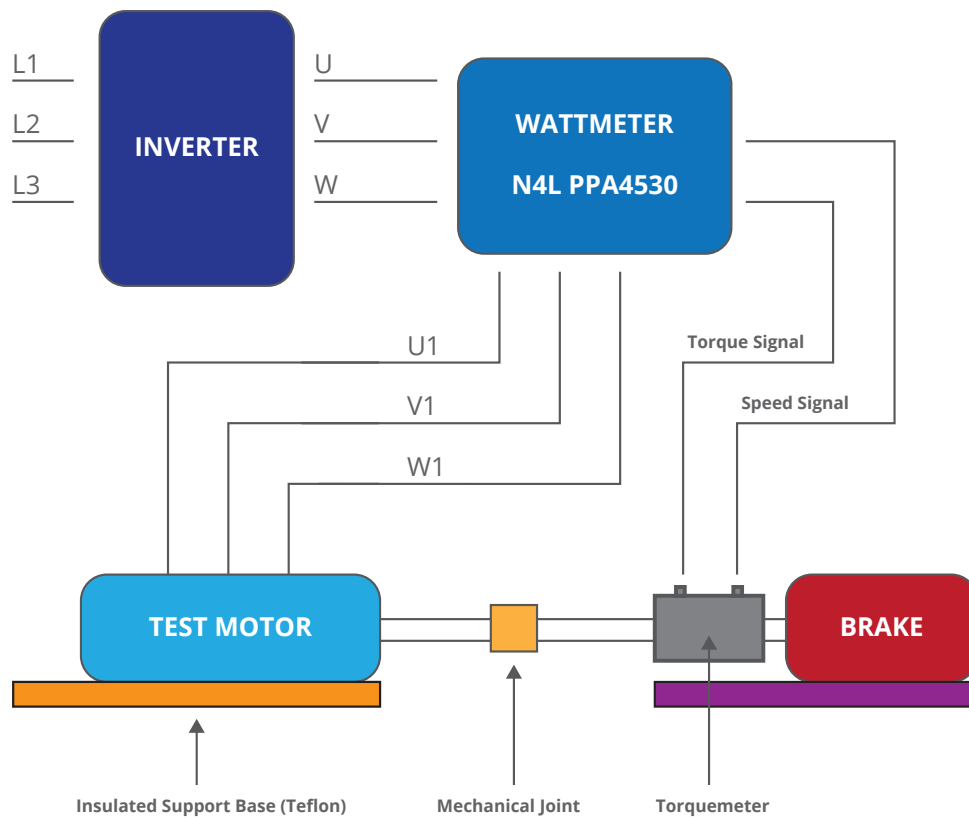 L1
U
L2
V
L3
W
INVERTER
WATTMETER
N4L PPA4530
U1
Torque Signal
V1
Speed Signal
W1
TEST MOTOR
BRAKE
Insulated Support Base (Teflon)
Mechanical Joint
Torquemeter